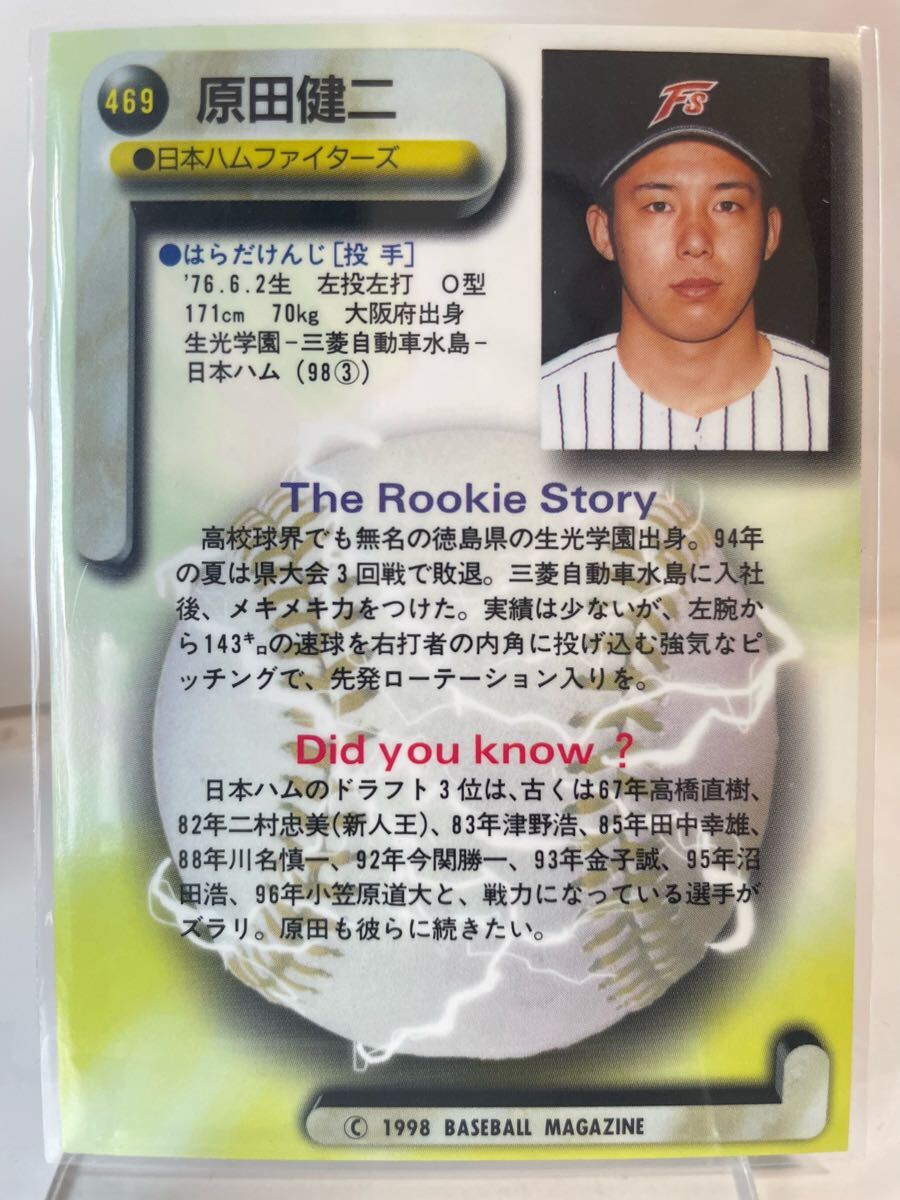 469
原田健二
●日本ハムファイターズ
Fs
●はらだけんじ[投 手]
'76.6.2生 左投左打 O型
171cm 70kg 大阪府出身
生光学園−三菱自動車水島−
日本ハム (98③)
The Rookie Story
高校球界でも無名の徳島県の生光学園出身。94年
の夏は県大会3回戦で敗退。三菱自動車水島に入社
後、メキメキ力をつけた。実績は少ないが、左腕か
ら143㌔の速球を右打者の内角に投げ込む強気なピ
ッチングで、先発ローテーション入りを。
Did you know ?
日本ハムのドラフト3位は、古くは67年高橋直樹、
82年二村忠美(新人王)、83年津野浩、85年田中幸雄、
88年川名慎一、92年今関勝一、93年金子誠、95年沼
田浩、96年小笠原道大と、戦力になっている選手が
ズラリ。原田も彼らに続きたい。
© 1998 BASEBALL MAGAZINE